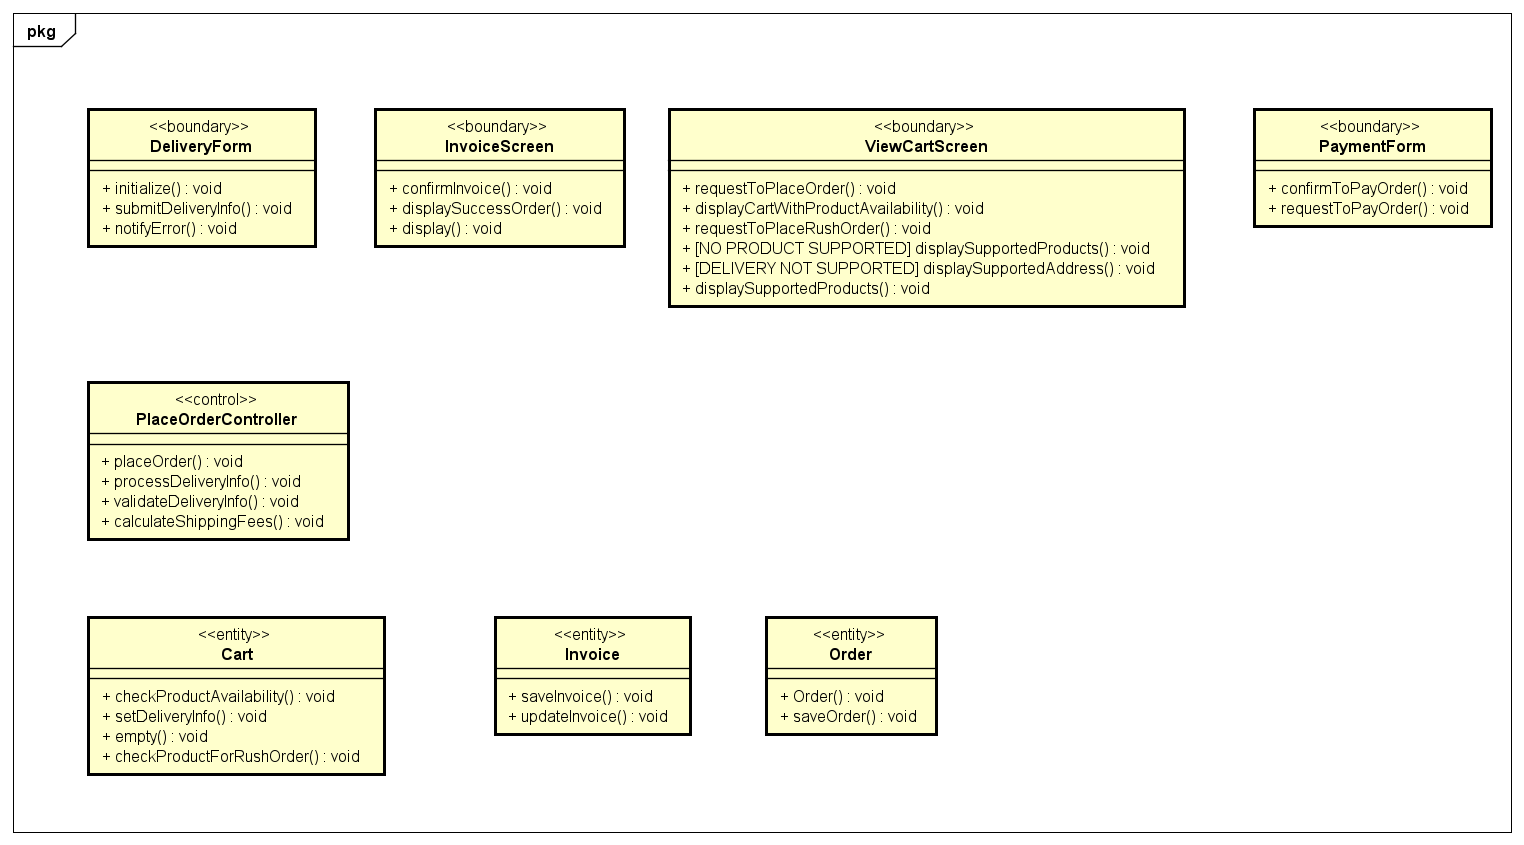 pkg
<<boundary>>
DeliveryForm
+ initialize() : void
+ submitDeliveryInfo() : void
+ notifyError() : void
<<boundary>>
InvoiceScreen
+ confirmInvoice() : void
+ displaySuccessOrder() : void
+ display() : void
<<boundary>>
ViewCartScreen
+ requestToPlaceOrder() : void
+ displayCartWithProductAvailability() : void
+ requestToPlaceRushOrder() : void
+ [NO PRODUCT SUPPORTED] displaySupportedProducts() : void
+ [DELIVERY NOT SUPPORTED] displaySupportedAddress() : void
+ displaySupportedProducts() : void
<<boundary>>
PaymentForm
+ confirmToPayOrder() : void
+ requestToPayOrder() : void
<<control>>
PlaceOrderController
+ placeOrder() : void
+ processDeliveryInfo() : void
+ validateDeliveryInfo() : void
+ calculateShippingFees() : void
<<entity>>
Cart
+ checkProductAvailability() : void
+ setDeliveryInfo() : void
+ empty() : void
+ checkProductForRushOrder() : void
<<entity>>
Invoice
+ saveInvoice() : void
+ updateInvoice() : void
<<entity>>
Order
+ Order() : void
+ saveOrder() : void